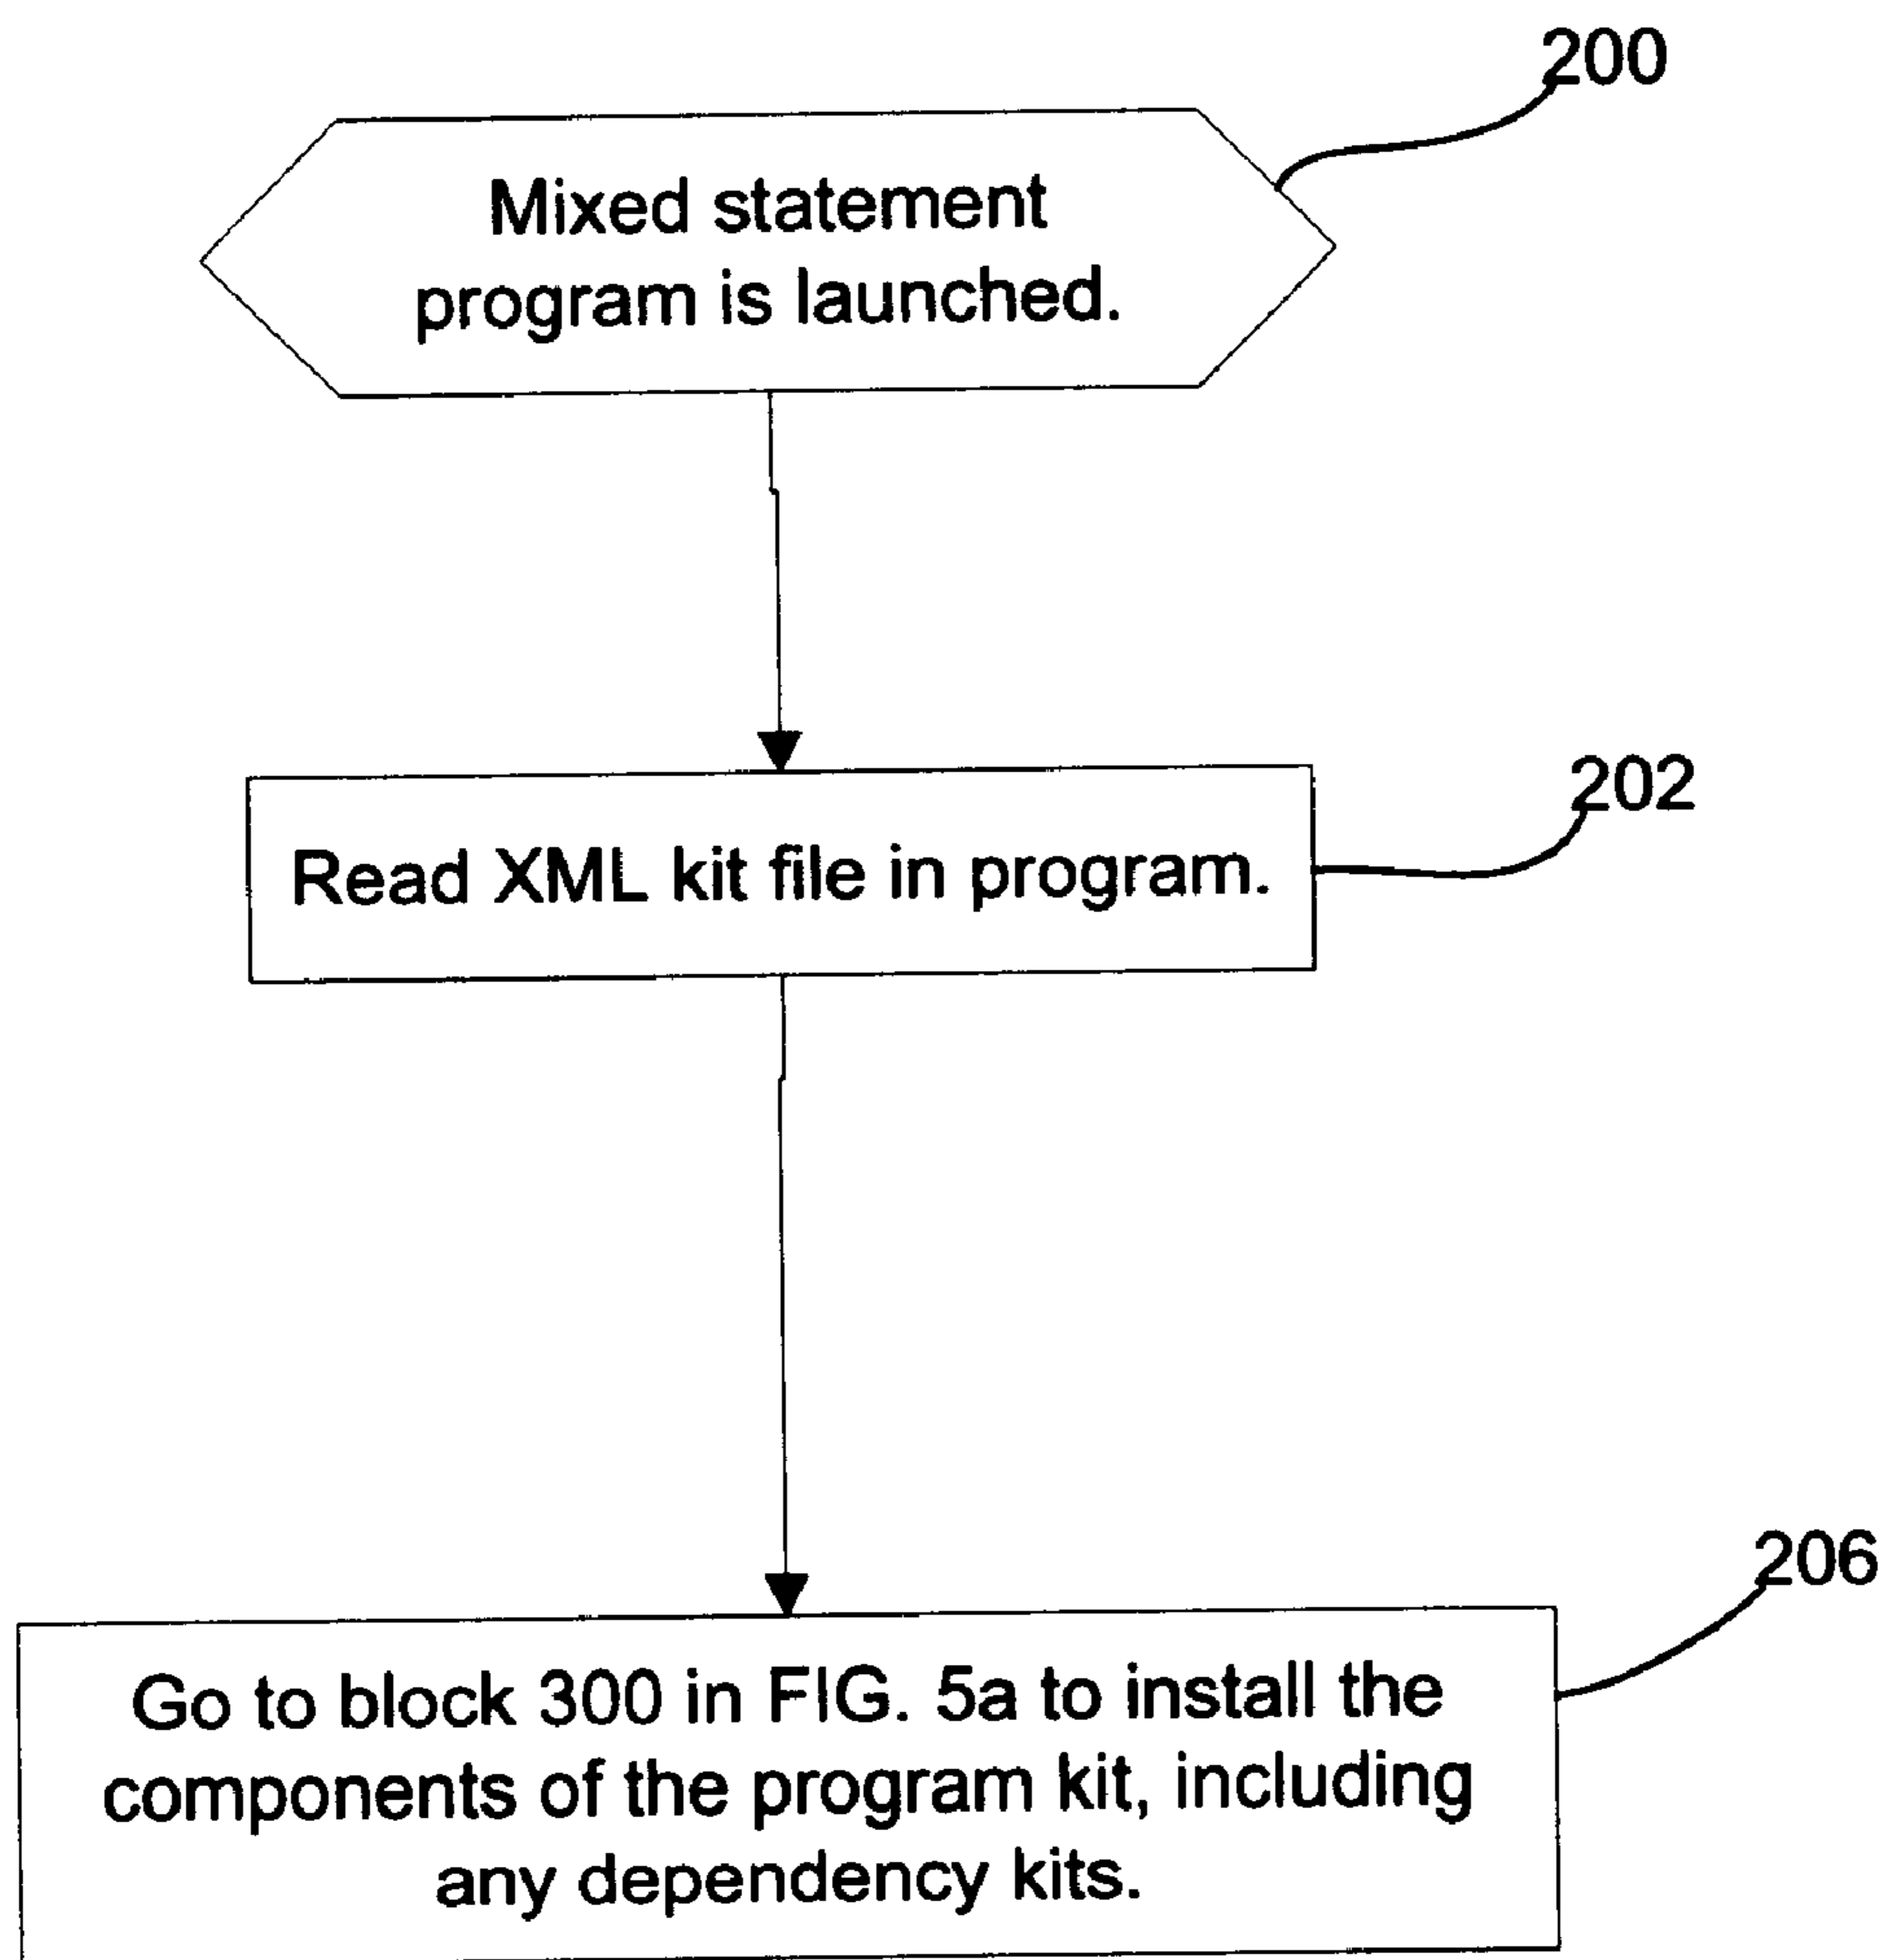 200
Mixed statement
program is launched.
202
Read XML kit file in program.
206
Go to block 300 in FIG. 5a to install the
components of the program kit, including
any dependency kits.